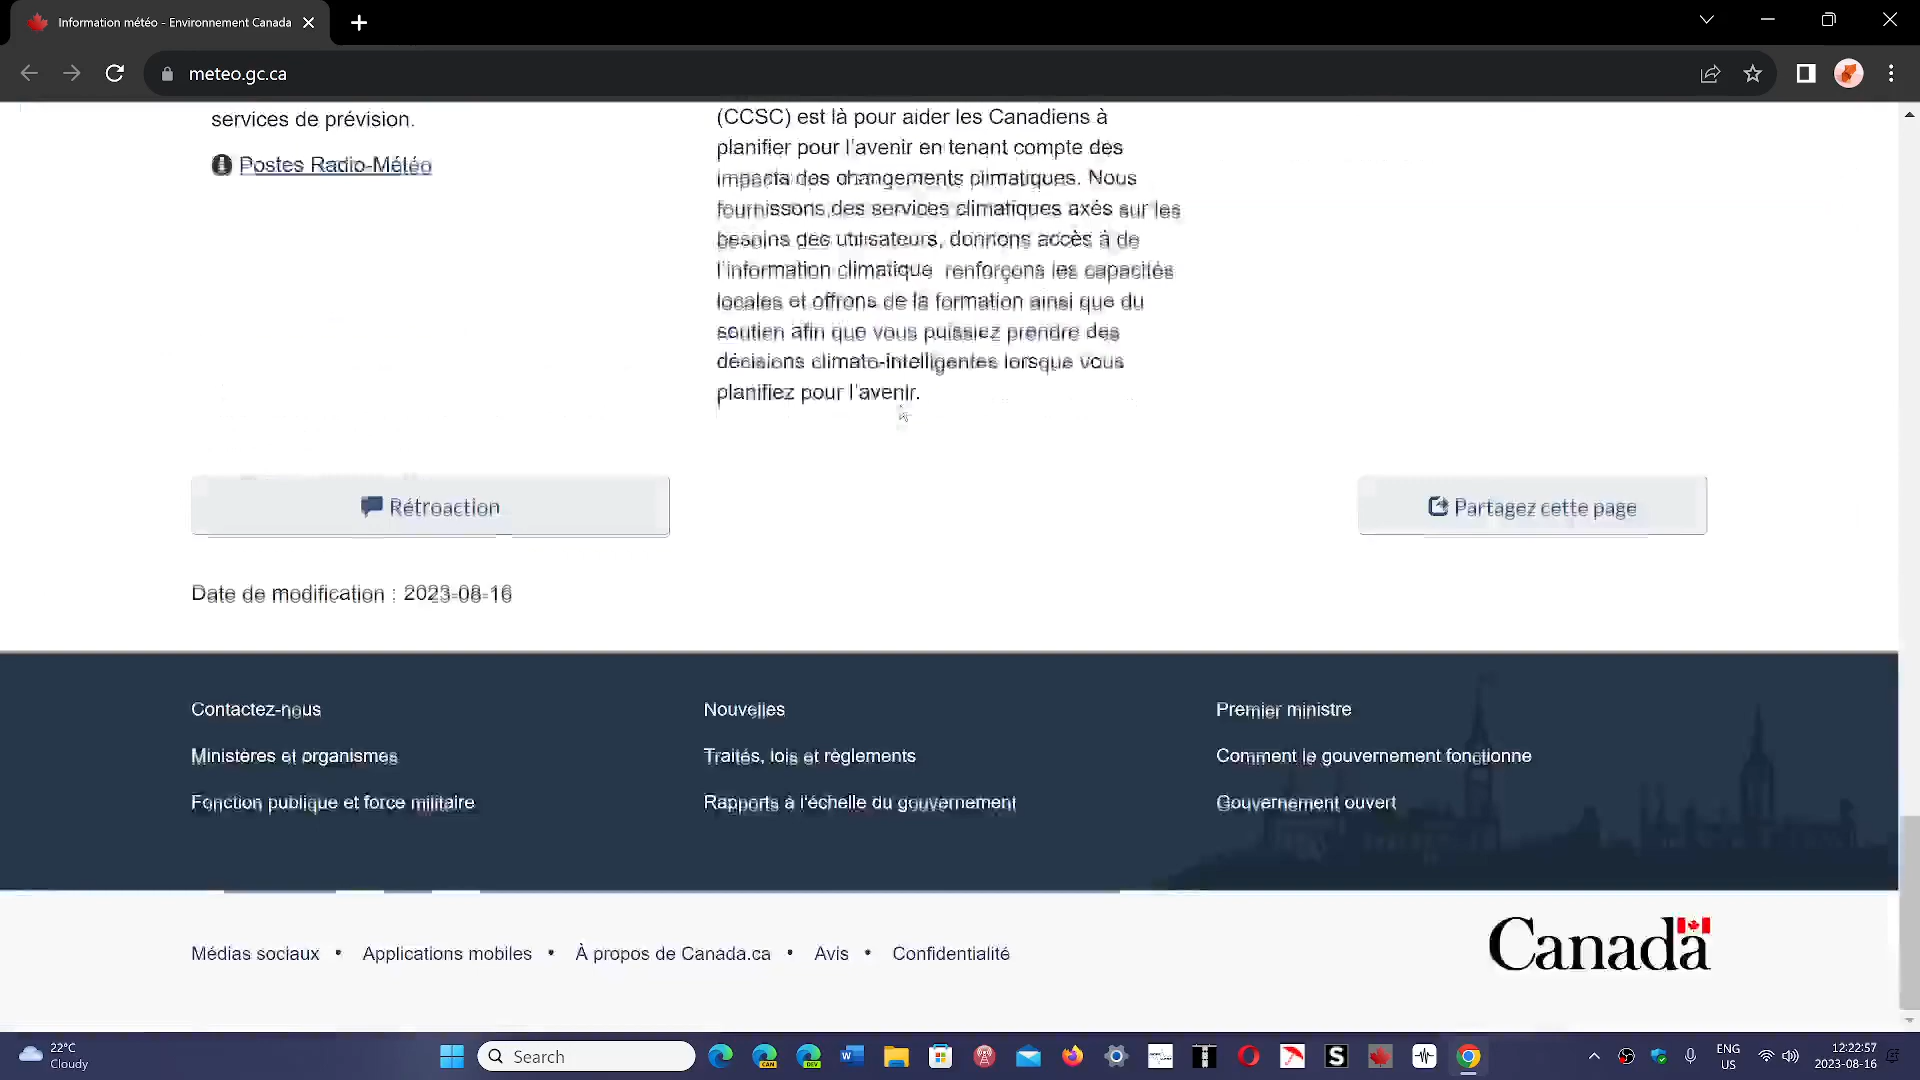 Information météo - Environnement Canada
meteo.gc.ca
services de prévision.
Postes Radio-Météo
(CCSC) est là pour aider les Canadiens à
planifier pour l'avenir en tenant compte des
impacts des changements climatiques. Nous
fournissons des services climatiques axés sur les
besoins des utilisateurs, donnons accès à de
l'information climatique, renforçons les capacités
locales et offrons de la formation ainsi que du
soutien afin que vous puissiez prendre des
décisions climato-intelligentes lorsque vous
planifiez pour l'avenir.
Rétroaction
Partagez cette page
Date de modification : 2023-08-16
Contactez-nous
Nouvelles
Premier ministre
Ministères et organismes
Traités, lois et règlements
Comment le gouvernement fonctionne
Fonction publique et force militaire
Rapports à l'échelle du gouvernement
Gouvernement ouvert
Médias sociaux • Applications mobiles • À propos de Canada.ca • Avis • Confidentialité
Canada
22°C
Cloudy
Search
CAN
DEV
W
S
ENG
US
12:22:57
2023-08-16